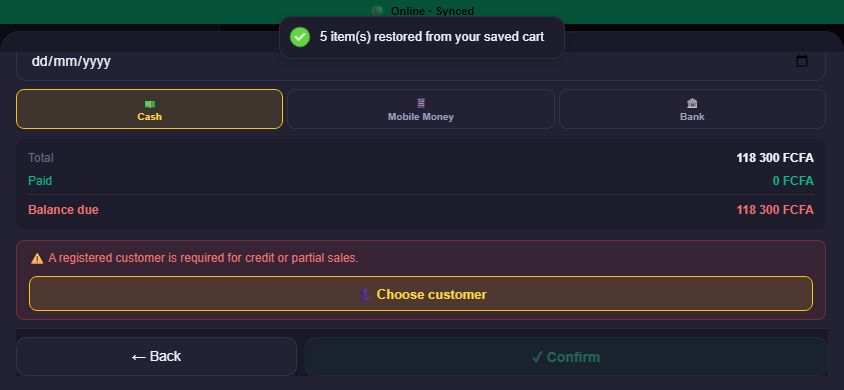 Online · Synced
5 item(s) restored from your saved cart
dd/mm/yyyy
Cash
Mobile Money
Bank
Total 118 300 FCFA
Paid 0 FCFA
Balance due 118 300 FCFA
A registered customer is required for credit or partial sales.
Choose customer
← Back
✓ Confirm